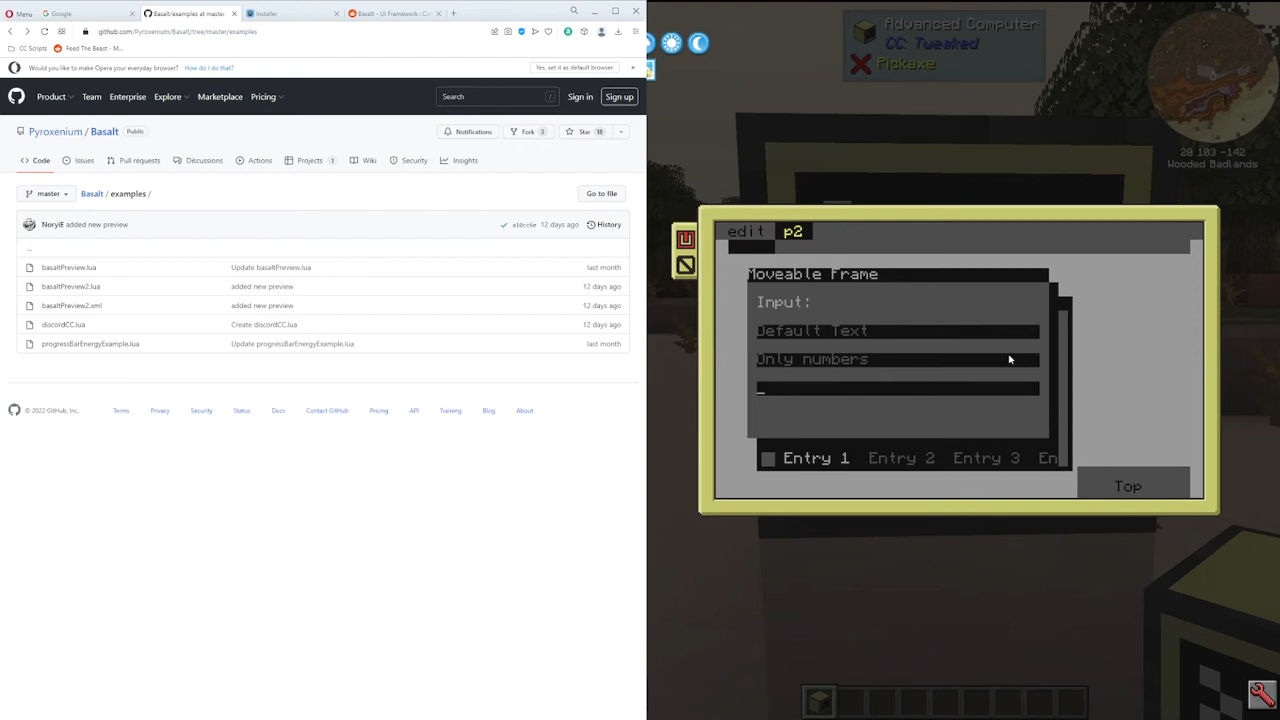 Menu
Google
Basalt/examples at master
Installer
Basalt - UI Framework : Co
github.com/Pyroxenium/Basalt/tree/master/examples
CC Scripts
Feed The Beast - M...
Would you like to make Opera your everyday browser?
How do I do that?
Yes, set it as default browser
Product
Team
Enterprise
Explore
Marketplace
Pricing
Search
/
Sign in
Sign up
Pyroxenium / Basalt
Public
Notifications
Fork 3
Star 18
Code
Issues
Pull requests
Discussions
Actions
Projects 1
Wiki
Security
Insights
master
Basalt / examples /
Go to file
NoryiE added new preview
12 days ago
History
..
basaltPreview.lua
Update basaltPreview.lua
last month
basaltPreview2.lua
added new preview
12 days ago
basaltPreview2.xml
added new preview
12 days ago
discordCC.lua
Create discordCC.lua
12 days ago
progressBarEnergyExample.lua
Update progressBarEnergyExample.lua
last month
© 2022 GitHub, Inc.
Terms
Privacy
Security
Status
Docs
Contact GitHub
Pricing
API
Training
Blog
About
Advanced Computer
CC: Tweaked
Pickaxe
28 103 -142
Wooded Badlands
edit
p2
Moveable Frame
Input:
Default Text
Only numbers
Entry 1
Entry 2
Entry 3
En
Top